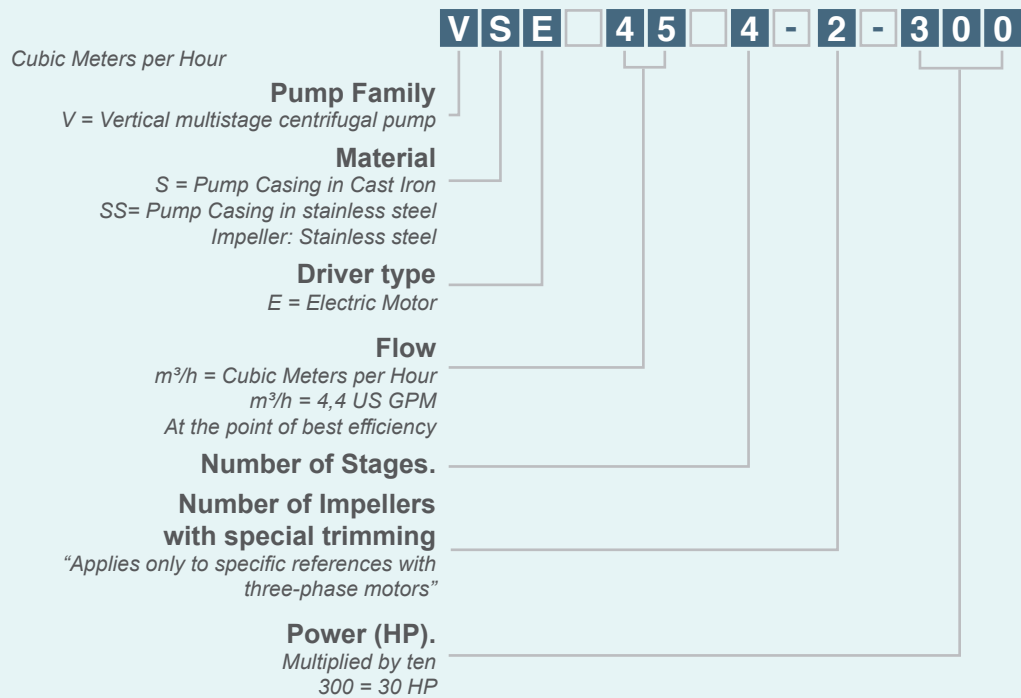 VSE 45 4-2-300
Cubic Meters per Hour
Pump Family
V = Vertical multistage centrifugal pump
Material
S = Pump Casing in Cast Iron
SS= Pump Casing in stainless steel
Impeller: Stainless steel
Driver type
E = Electric Motor
Flow
m³/h = Cubic Meters per Hour
m³/h = 4,4 US GPM
At the point of best efficiency
Number of Stages.
Number of Impellers
with special trimming
“Applies only to specific references with
three-phase motors”
Power (HP).
Multiplied by ten
300 = 30 HP